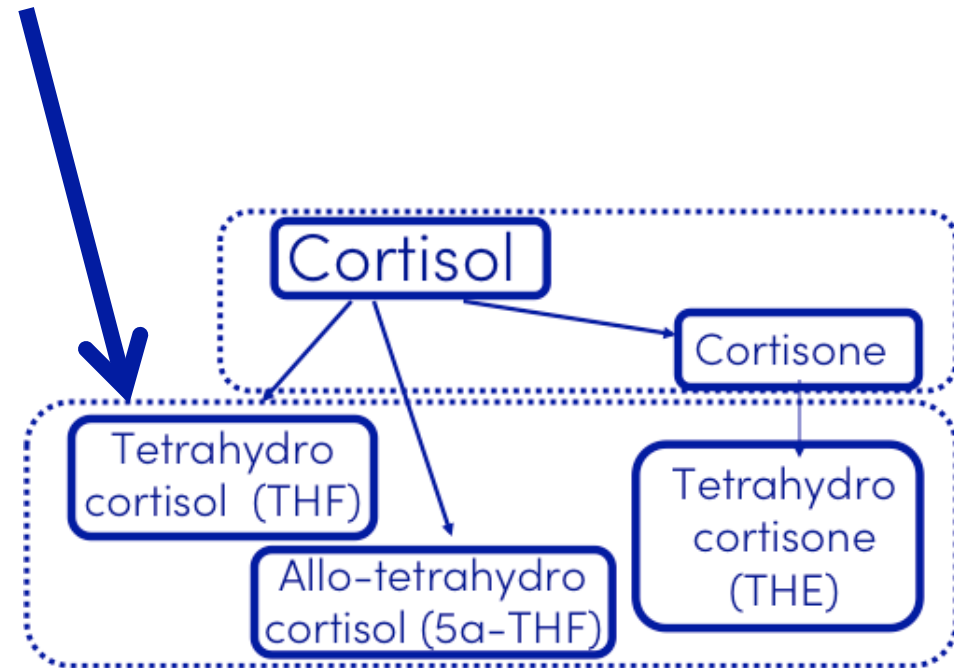 Cortisol
Cortisone
Tetrahydro
cortisol (THF)
Allo-tetrahydro
cortisol (5a-THF)
Tetrahydro
cortisone
(THE)